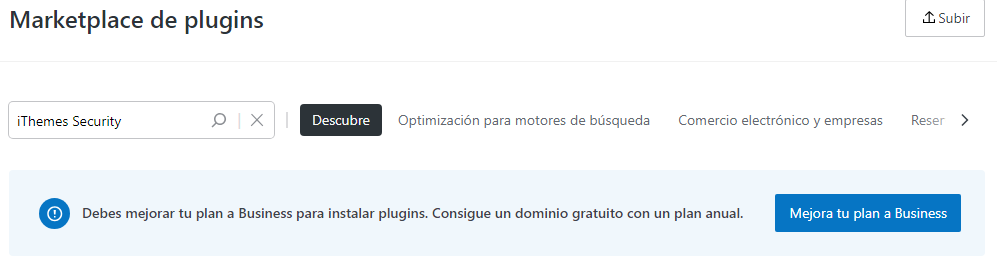 Marketplace de plugins
Subir
iThemes Security
Descubre
Optimización para motores de búsqueda
Comercio electrónico y empresas
Reser
Debes mejorar tu plan a Business para instalar plugins. Consigue un dominio gratuito con un plan anual.
Mejora tu plan a Business